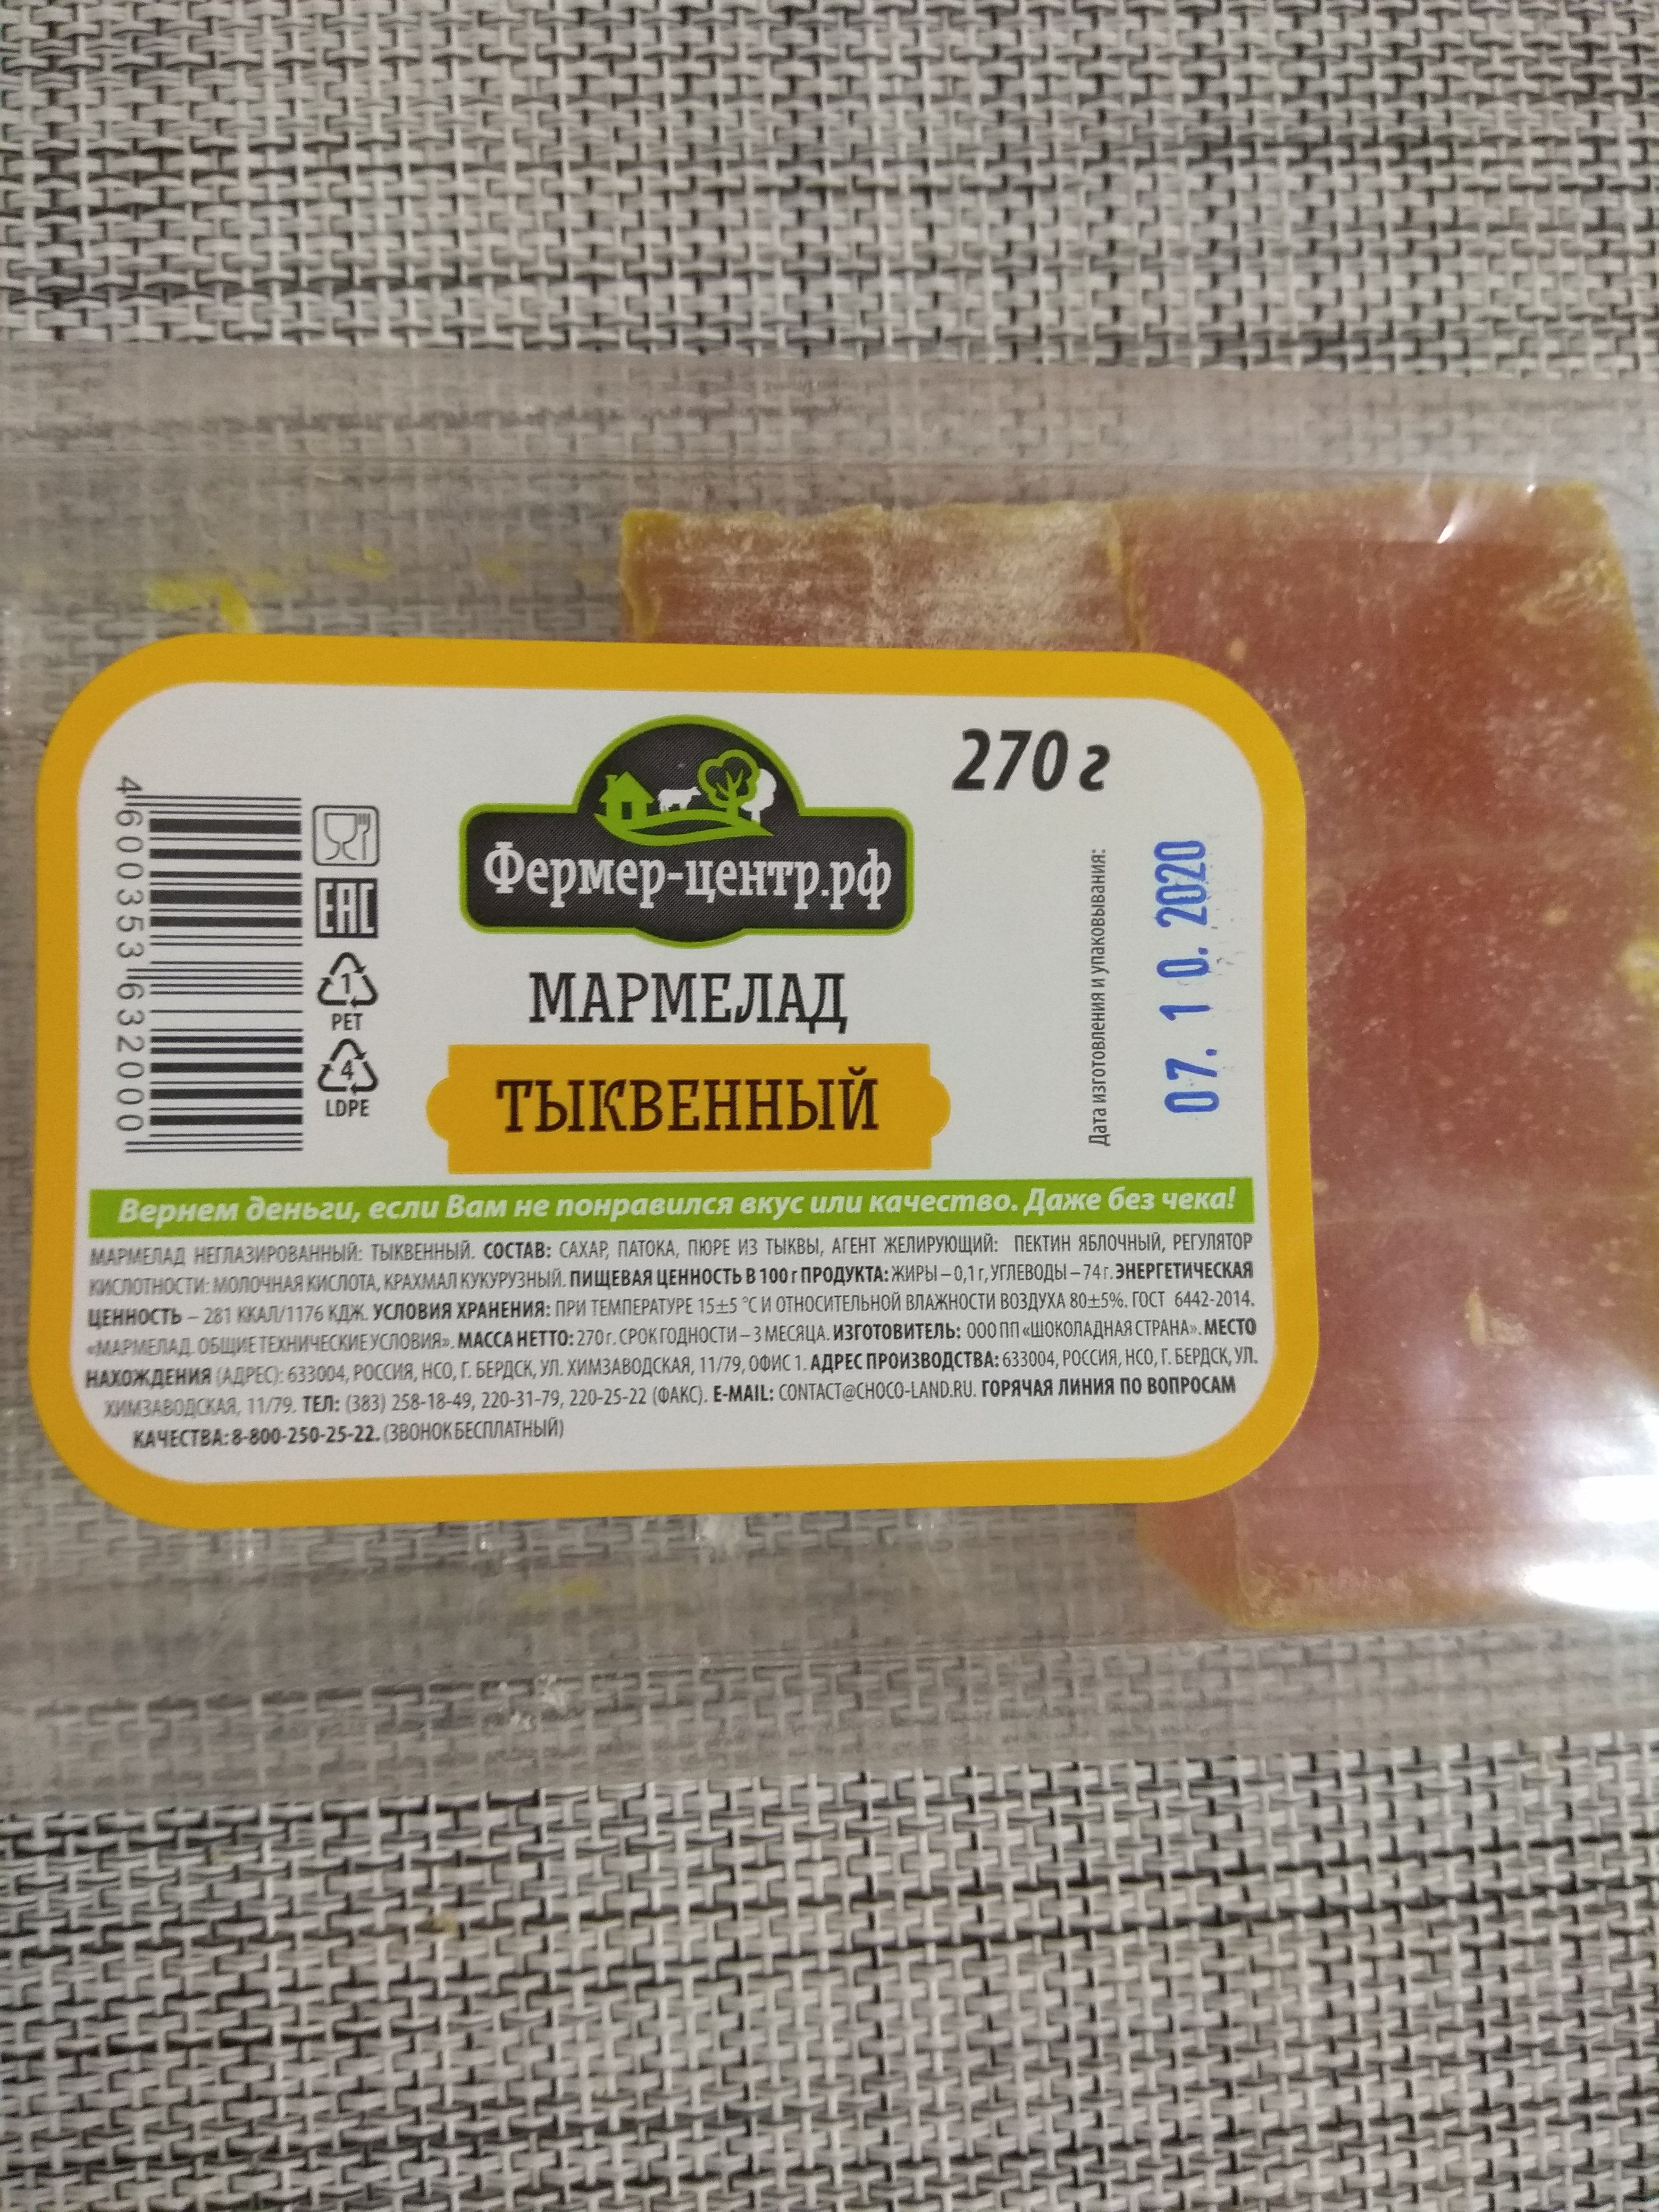 270 г
Фермер-центр.рф
МАРМЕЛАД
ТЫКВЕННЫЙ
4 600353 632000
EAC
1
PET
4
LDPE
Дата изготовления и упаковывания:
07. 10. 2020
Вернем деньги, если Вам не понравился вкус или качество. Даже без чека!
МАРМЕЛАД НЕГЛАЗИРОВАННЫЙ: ТЫКВЕННЫЙ. СОСТАВ: САХАР, ПАТОКА, ПЮРЕ ИЗ ТЫКВЫ, АГЕНТ ЖЕЛИРУЮЩИЙ: ПЕКТИН ЯБЛОЧНЫЙ, РЕГУЛЯТОР
КИСЛОТНОСТИ: МОЛОЧНАЯ КИСЛОТА, КРАХМАЛ КУКУРУЗНЫЙ. ПИЩЕВАЯ ЦЕННОСТЬ В 100 г ПРОДУКТА: ЖИРЫ – 0,1 г, УГЛЕВОДЫ – 74 г. ЭНЕРГЕТИЧЕСКАЯ
ЦЕННОСТЬ – 281 ККАЛ/1176 КДЖ. УСЛОВИЯ ХРАНЕНИЯ: ПРИ ТЕМПЕРАТУРЕ 15±5 °С И ОТНОСИТЕЛЬНОЙ ВЛАЖНОСТИ ВОЗДУХА 80±5%. ГОСТ 6442-2014.
«МАРМЕЛАД. ОБЩИЕ ТЕХНИЧЕСКИЕ УСЛОВИЯ». МАССА НЕТТО: 270 г. СРОК ГОДНОСТИ – 3 МЕСЯЦА. ИЗГОТОВИТЕЛЬ: ООО ПП «ШОКОЛАДНАЯ СТРАНА». МЕСТО
НАХОЖДЕНИЯ (АДРЕС): 633004, РОССИЯ, НСО, Г. БЕРДСК, УЛ. ХИМЗАВОДСКАЯ, 11/79, ОФИС 1. АДРЕС ПРОИЗВОДСТВА: 633004, РОССИЯ, НСО, Г. БЕРДСК, УЛ.
ХИМЗАВОДСКАЯ, 11/79. ТЕЛ: (383) 258-18-49, 220-31-79, 220-25-22 (ФАКС). E-MAIL: CONTACT@CHOCO-LAND.RU. ГОРЯЧАЯ ЛИНИЯ ПО ВОПРОСАМ
КАЧЕСТВА: 8-800-250-25-22. (ЗВОНОК БЕСПЛАТНЫЙ)